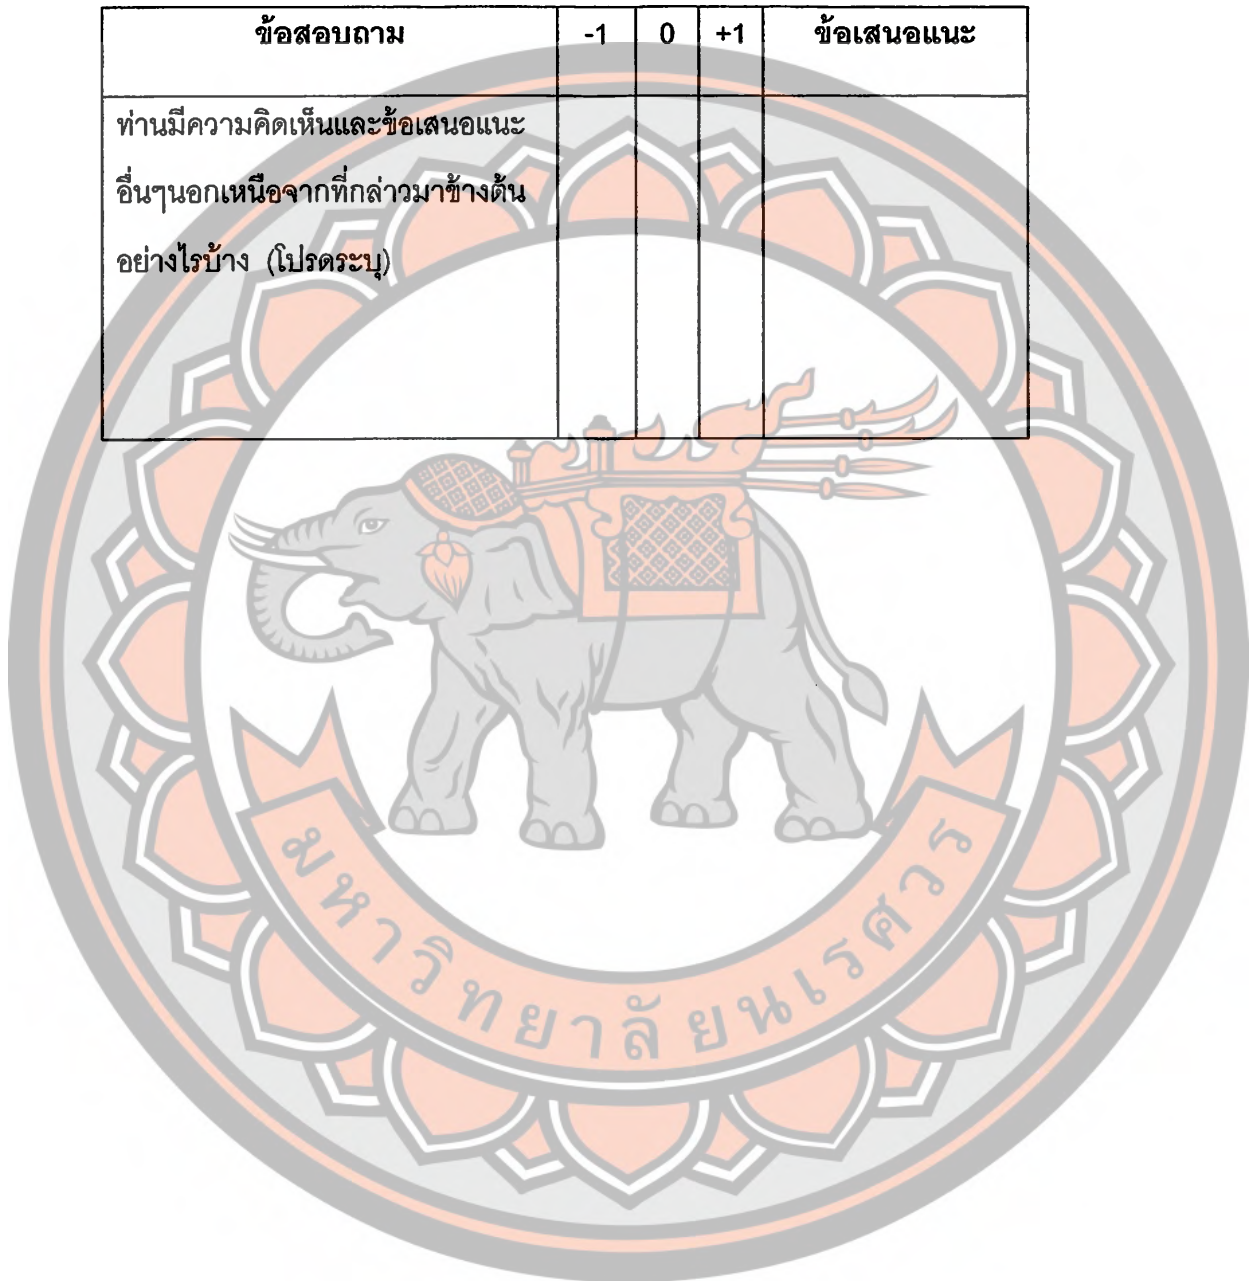 ข้อสอบถาม -1 0 +1 ข้อเสนอแนะ
ท่านมีความคิดเห็นและข้อเสนอแนะ
อื่นๆนอกเหนือจากที่กล่าวมาข้างต้น
อย่างไรบ้าง (โปรดระบุ)
มหาวิทยาลัยนเรศวร